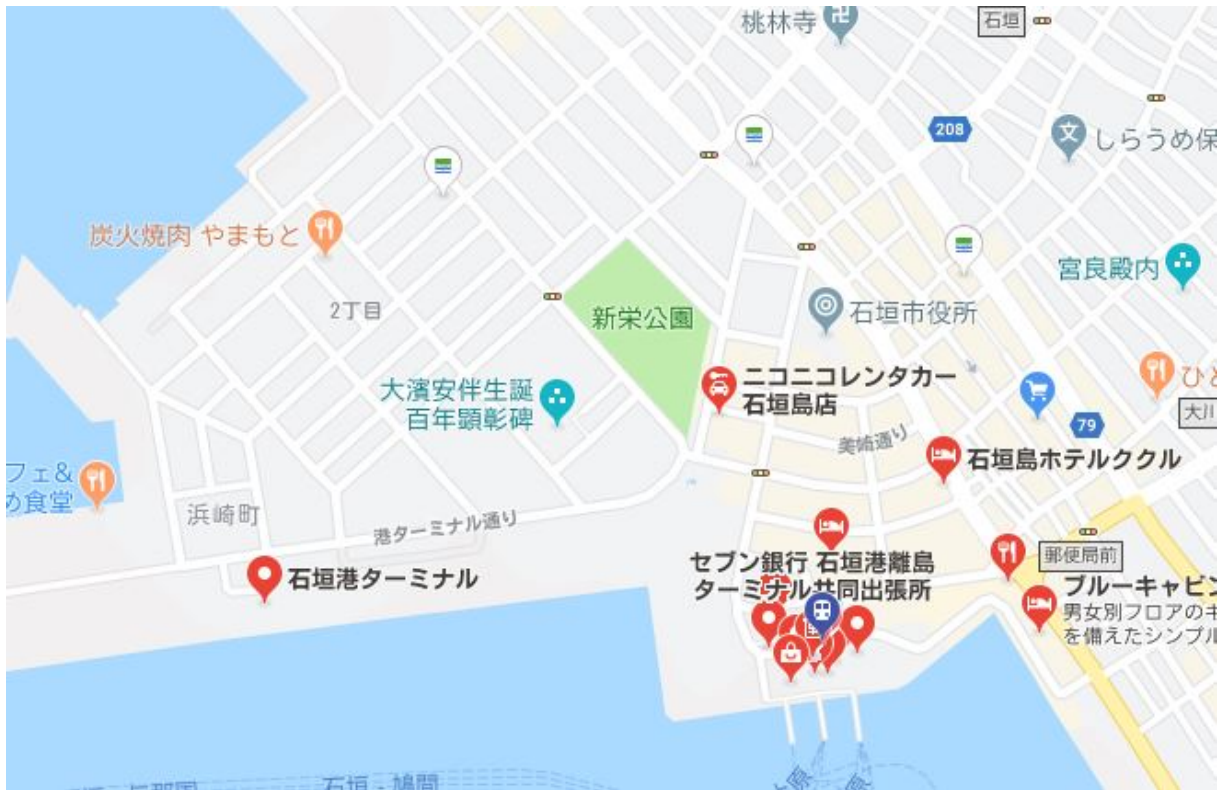 桃林寺
石垣
208
しらうめ保
炭火焼肉 やまもと
宮良殿内
2丁目
新栄公園
石垣市役所
大濱安伴生誕
百年顕彰碑
ニコニコレンタカー
石垣島店
ひと
大川
79
美崎通り
石垣島ホテルククル
フェ&
め食堂
浜崎町
港ターミナル通り
石垣港ターミナル
セブン銀行 石垣港離島
ターミナル共同出張所
郵便局前
ブルーキャビン
男女別フロアのキ
を備えたシンプル
石垣 - 鳩間